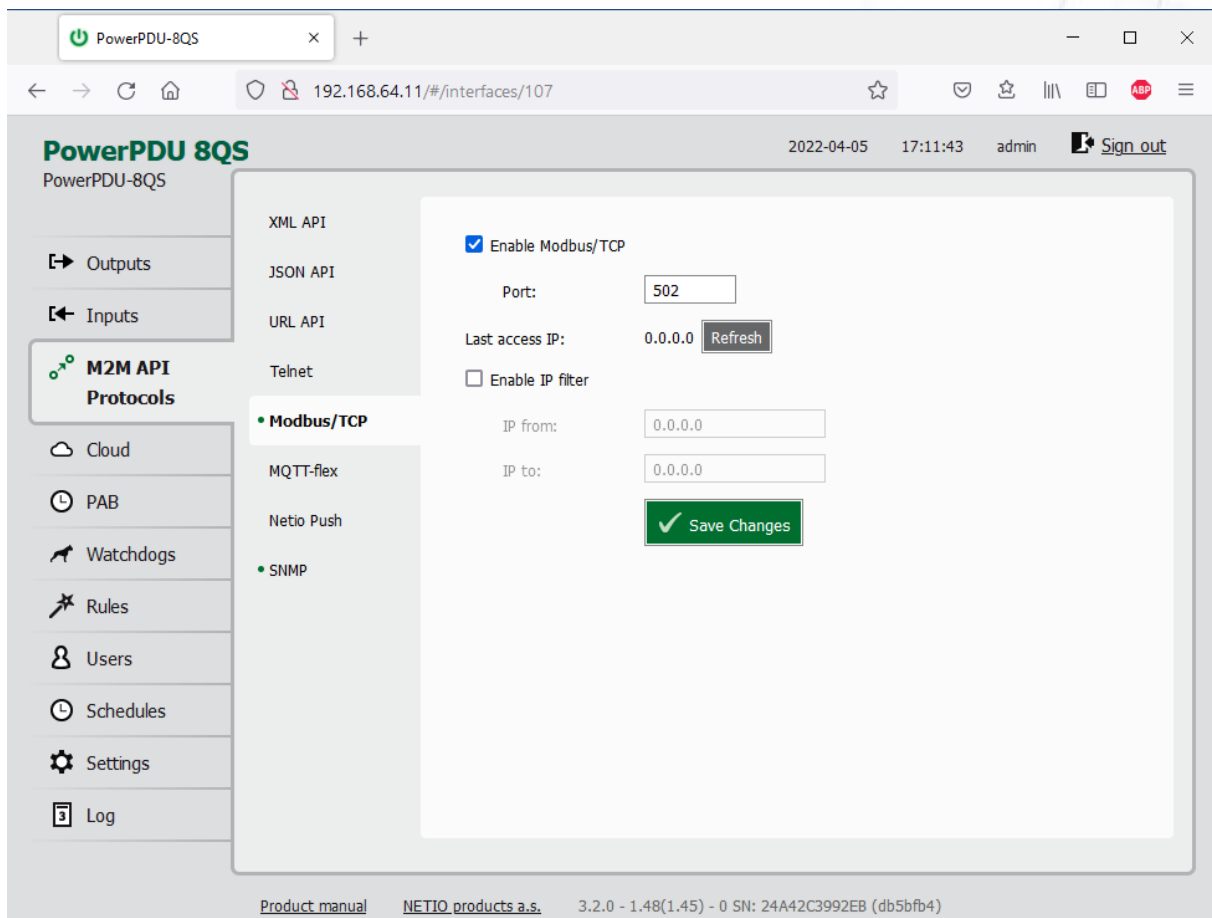 PowerPDU-8QS
192.168.64.11/#/interfaces/107
ABP
PowerPDU 8QS
PowerPDU-8QS
2022-04-05 17:11:43 admin Sign out
Outputs
Inputs
M2M API
Protocols
Cloud
PAB
Watchdogs
Rules
Users
Schedules
Settings
3 Log
XML API
JSON API
URL API
Telnet
• Modbus/TCP
MQTT-flex
Netio Push
• SNMP
Enable Modbus/TCP
Port: 502
Last access IP: 0.0.0.0 Refresh
Enable IP filter
IP from: 0.0.0.0
IP to: 0.0.0.0
Save Changes
Product manual NETIO products a.s. 3.2.0 - 1.48(1.45) - 0 SN: 24A42C3992EB (db5bfb4)